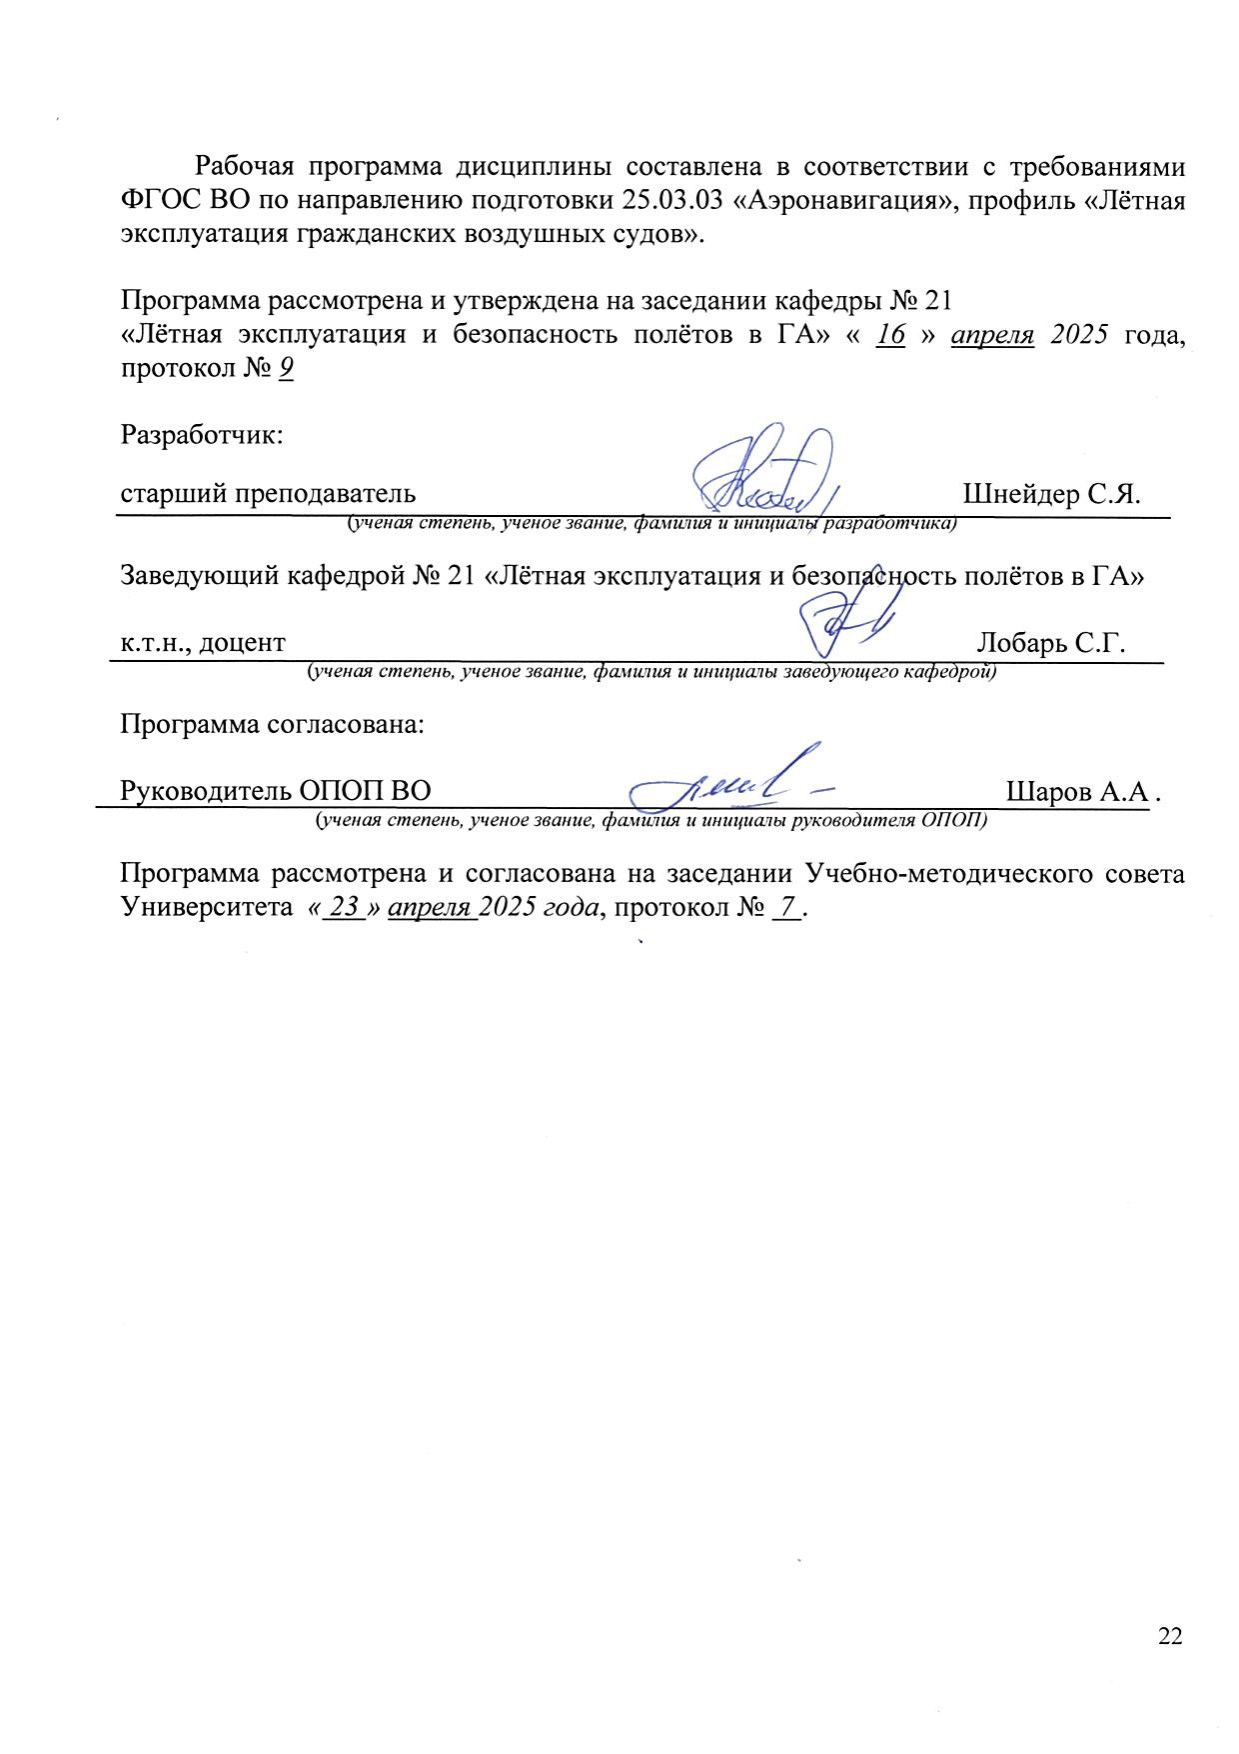 Рабочая программа дисциплины составлена в соответствии с требованиями
ФГОС ВО по направлению подготовки 25.03.03 «Аэронавигация», профиль «Лётная
эксплуатация гражданских воздушных судов».
Программа рассмотрена и утверждена на заседании кафедры № 21
«Лётная эксплуатация и безопасность полётов в ГА» « 16 » апреля 2025 года,
протокол № 9
Разработчик:
старший преподаватель Шнейдер С.Я.
(ученая степень, ученое звание, фамилия и инициалы разработчика)
Заведующий кафедрой № 21 «Лётная эксплуатация и безопасность полётов в ГА»
к.т.н., доцент Лобарь С.Г.
(ученая степень, ученое звание, фамилия и инициалы заведующего кафедрой)
Программа согласована:
Руководитель ОПОП ВО Шаров А.А .
(ученая степень, ученое звание, фамилия и инициалы руководителя ОПОП)
Программа рассмотрена и согласована на заседании Учебно-методического совета
Университета « 23 » апреля 2025 года, протокол № 7 .
22